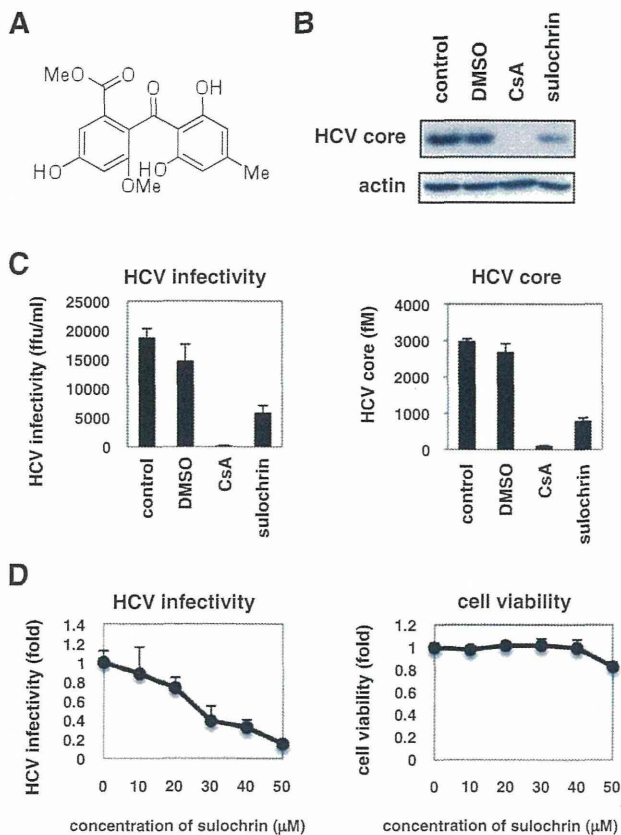 A
MeO
O
O
OH
HO
OMe
HO
Me
B
control
DMSO
CsA
sulochrin
HCV core
actin
C
HCV infectivity
HCV infectivity (ffu/ml)
25000
20000
15000
10000
5000
0
control
DMSO
CsA
sulochrin
HCV core
HCV core (fM)
4000
3000
2000
1000
0
control
DMSO
CsA
sulochrin
D
HCV infectivity
HCV infectivity (fold)
1.4
1.2
1
0.8
0.6
0.4
0.2
0
0 10 20 30 40 50
concentration of sulochrin (μM)
cell viability
cell viability (fold)
1.2
1
0.8
0.6
0.4
0.2
0
0 10 20 30 40 50
concentration of sulochrin (μM)